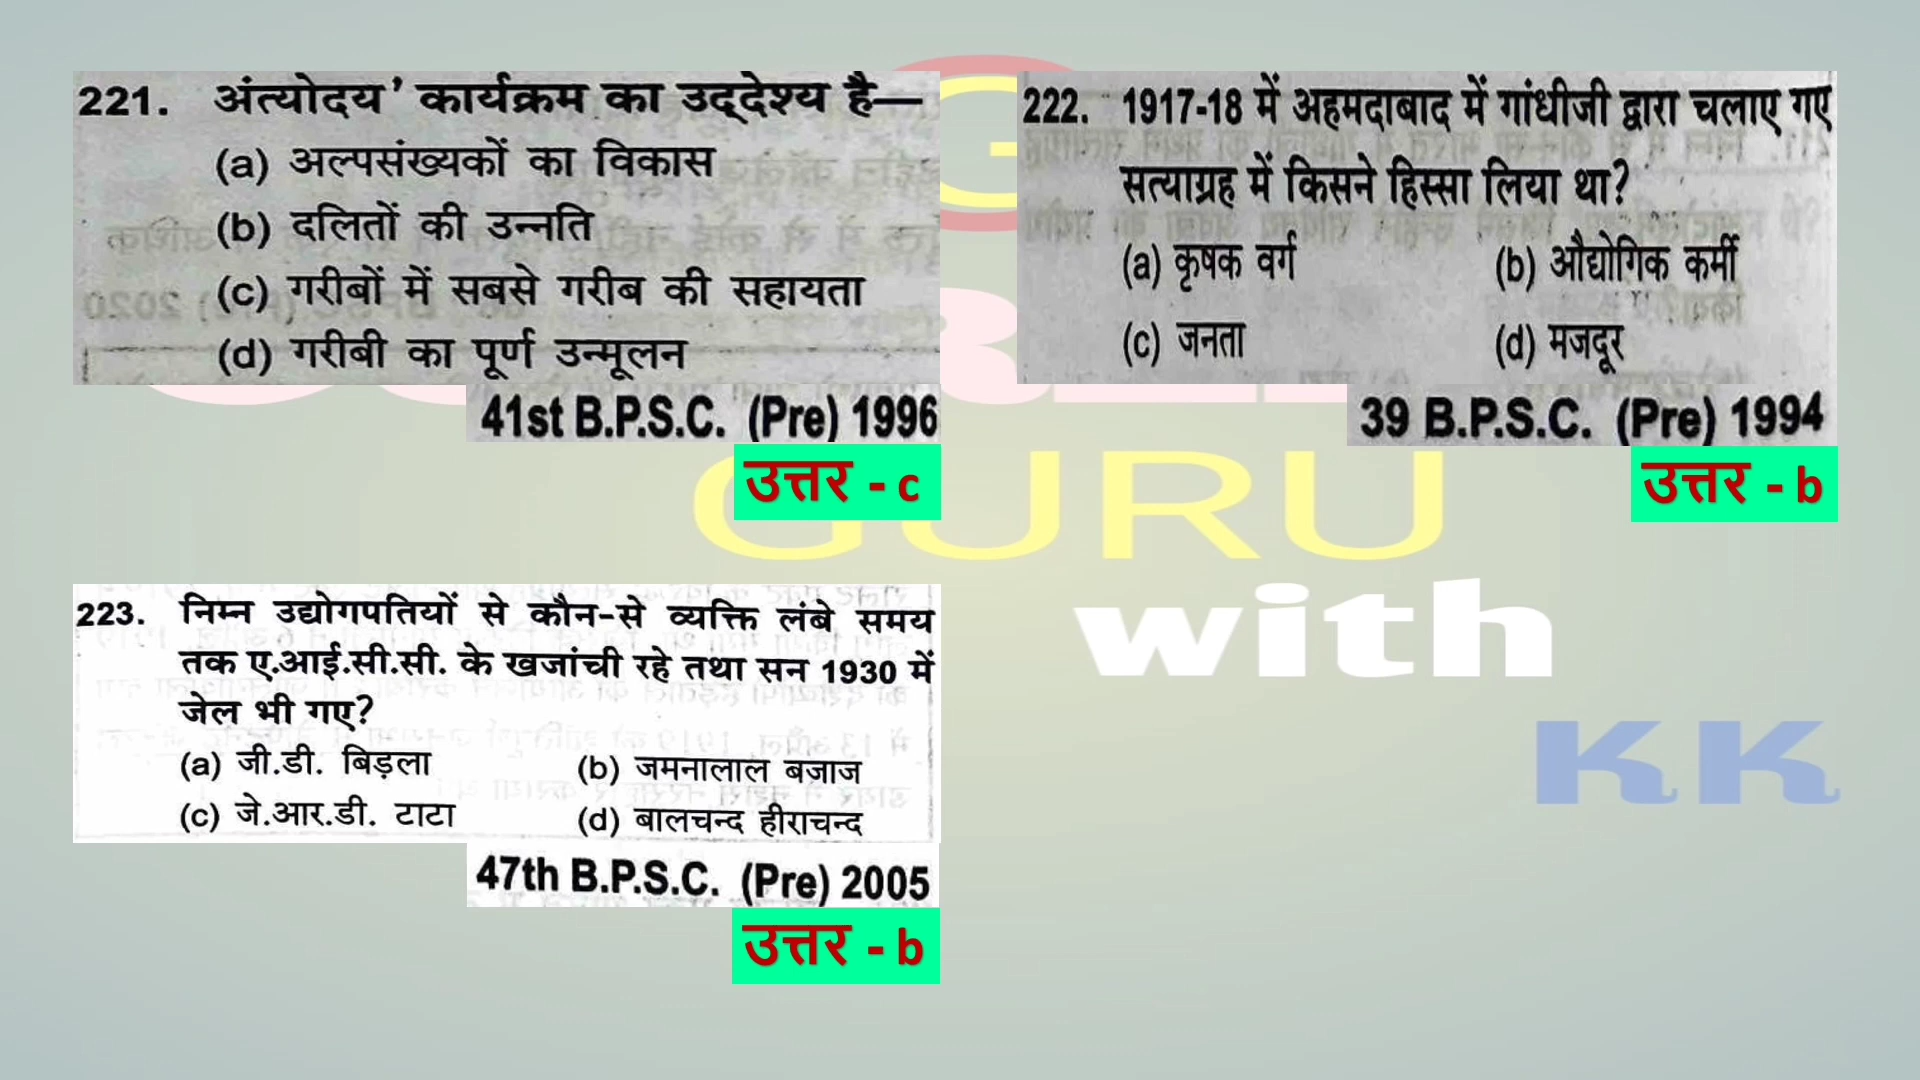 221. अंत्योदय' कार्यक्रम का उद्देश्य है—
(a) अल्पसंख्यकों का विकास
(b) दलितों की उन्नति
(c) गरीबों में सबसे गरीब की सहायता
(d) गरीबी का पूर्ण उन्मूलन
41st B.P.S.C. (Pre) 1996
उत्तर - c
222. 1917-18 में अहमदाबाद में गांधीजी द्वारा चलाए गए
सत्याग्रह में किसने हिस्सा लिया था?
(a) कृषक वर्ग (b) औद्योगिक कर्मी
(c) जनता (d) मजदूर
39 B.P.S.C. (Pre) 1994
उत्तर - b
223. निम्न उद्योगपतियों से कौन-से व्यक्ति लंबे समय
तक ए.आई.सी.सी. के खजांची रहे तथा सन 1930 में
जेल भी गए?
(a) जी.डी. बिड़ला (b) जमनालाल बजाज
(c) जे.आर.डी. टाटा (d) बालचन्द हीराचन्द
47th B.P.S.C. (Pre) 2005
उत्तर - b
GURU
with
KK